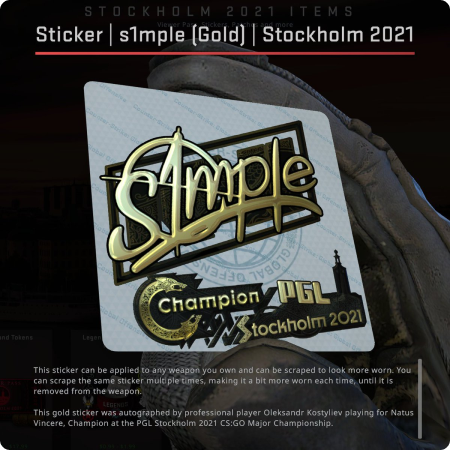 STOCKHOLM 2021 ITEMS
Sticker | s1mple (Gold) | Stockholm 2021
s1mple
GLOBAL OFFENS
Champion PGL
Stockholm 2021
This sticker can be applied to any weapon you own and can be scraped to look more worn. You
can scrape the same sticker multiple times, making it a bit more worn each time, until it is
removed from the weapon.
This gold sticker was autographed by professional player Oleksandr Kostyliev playing for Natus
Vincere, Champion at the PGL Stockholm 2021 CS:GO Major Championship.